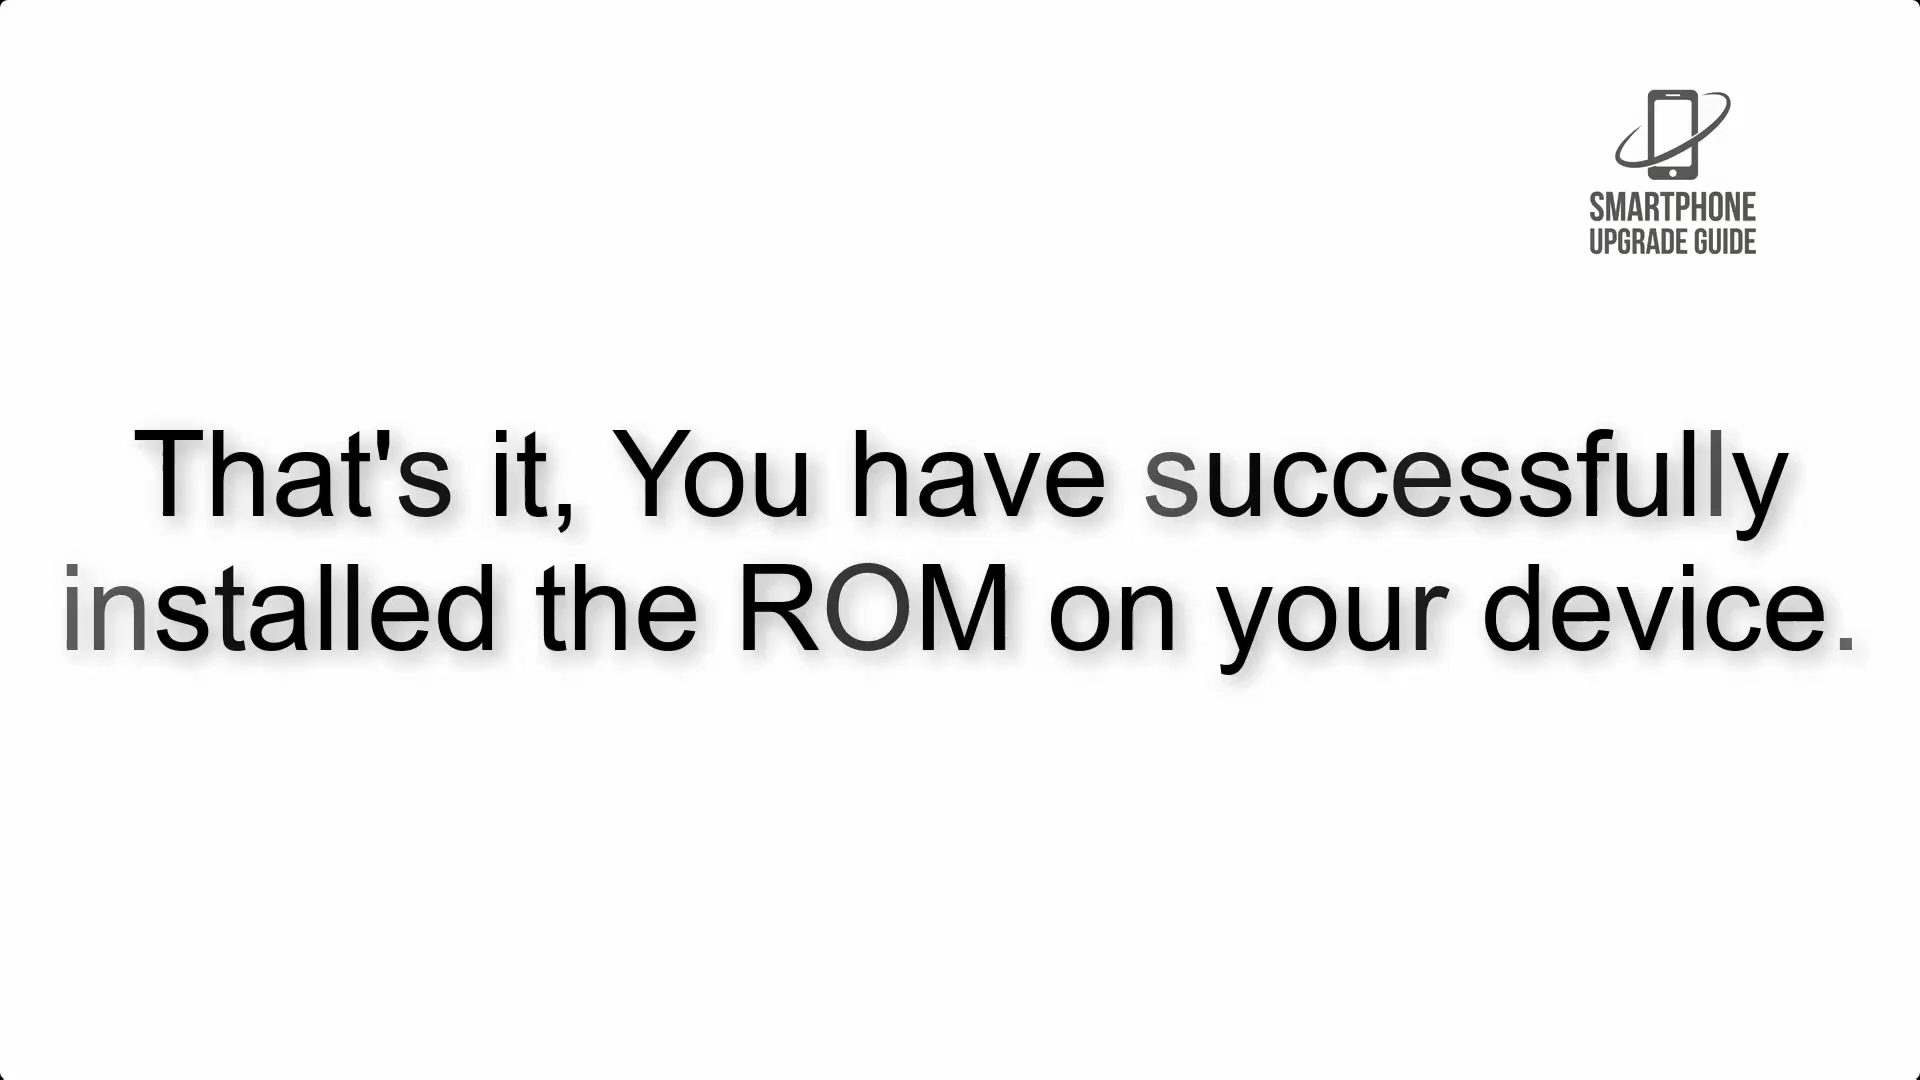 SMARTPHONE
UPGRADE GUIDE
That's it, You have successfully
installed the ROM on your device.